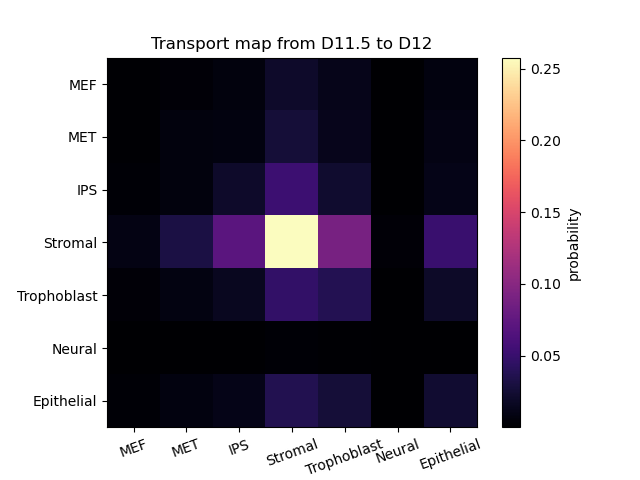 Transport map from D11.5 to D12
MEF
MET
IPS
Stromal
Trophoblast
Neural
Epithelial
MEF
MET
IPS
Stromal
Trophoblast
Neural
Epithelial
0.25
0.20
0.15
0.10
0.05
probability